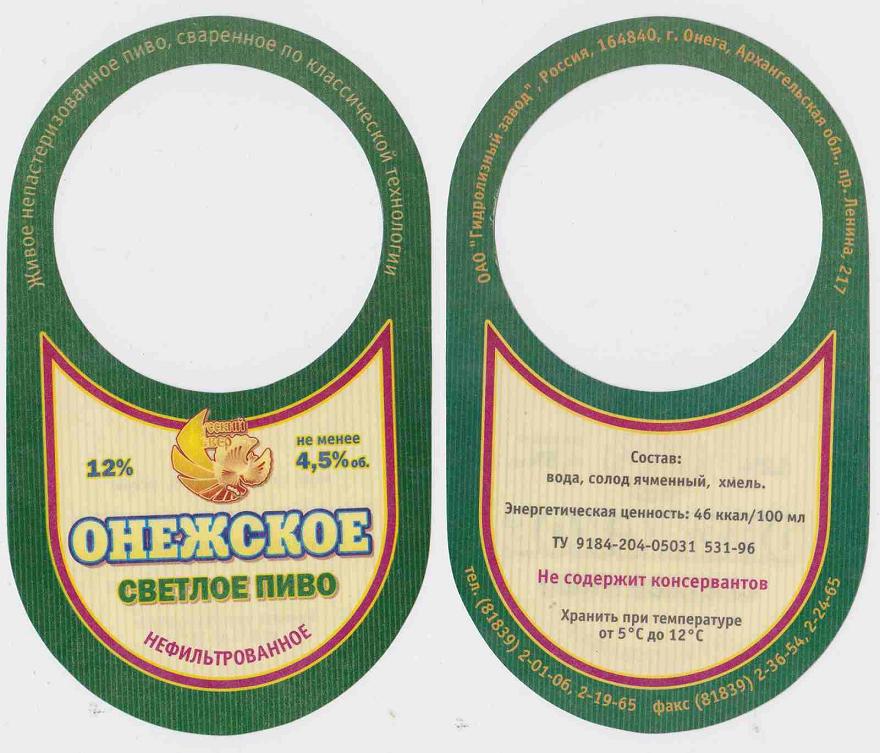 Живое непастеризованное пиво, сваренное по классической технологии
12%
не менее
4,5% об.
ОНЕЖСКОЕ
СВЕТЛОЕ ПИВО
НЕФИЛЬТРОВАННОЕ
ОАО "Гидролизный завод", Россия, 164840, г. Онега, Архангельская обл., пр. Ленина, 217
Состав:
вода, солод ячменный, хмель.
Энергетическая ценность: 46 ккал/100 мл
ТУ 9184-204-05031 531-96
Не содержит консервантов
Хранить при температуре
от 5°С до 12°С
тел. (81839) 2-01-06, 2-19-65 факс (81839) 2-36-54, 2-24-65